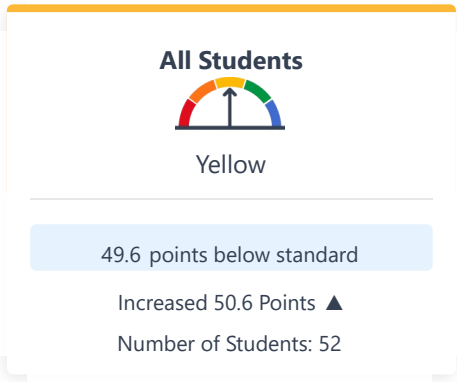 All Students
Yellow
49.6 points below standard
Increased 50.6 Points ▲
Number of Students: 52